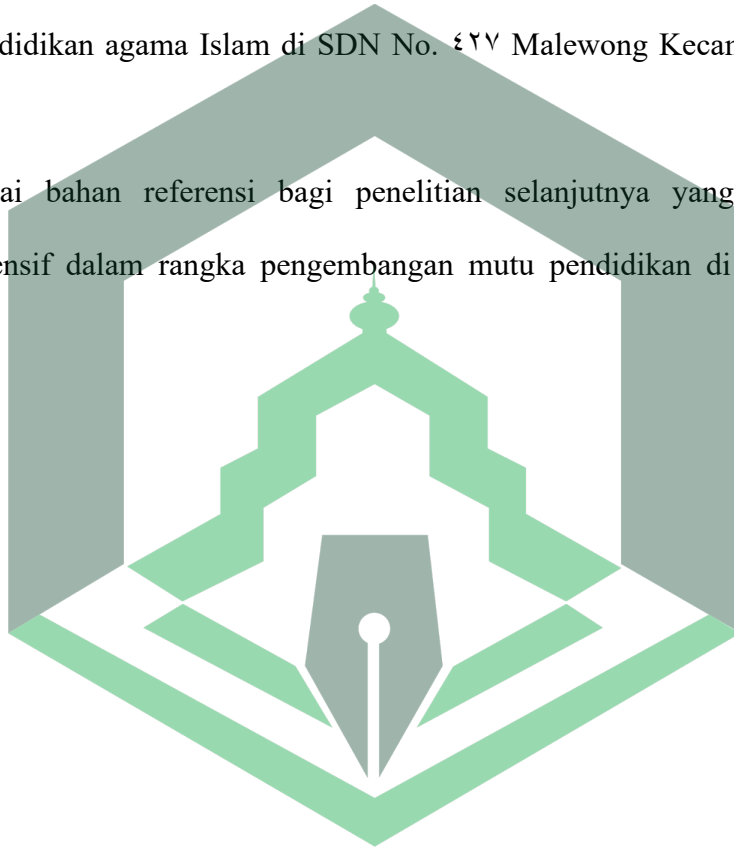 didikan agama Islam di SDN No. ٤٢٧ Malewong Kecam
ai bahan referensi bagi penelitian selanjutnya yang
ensif dalam rangka pengembangan mutu pendidikan di